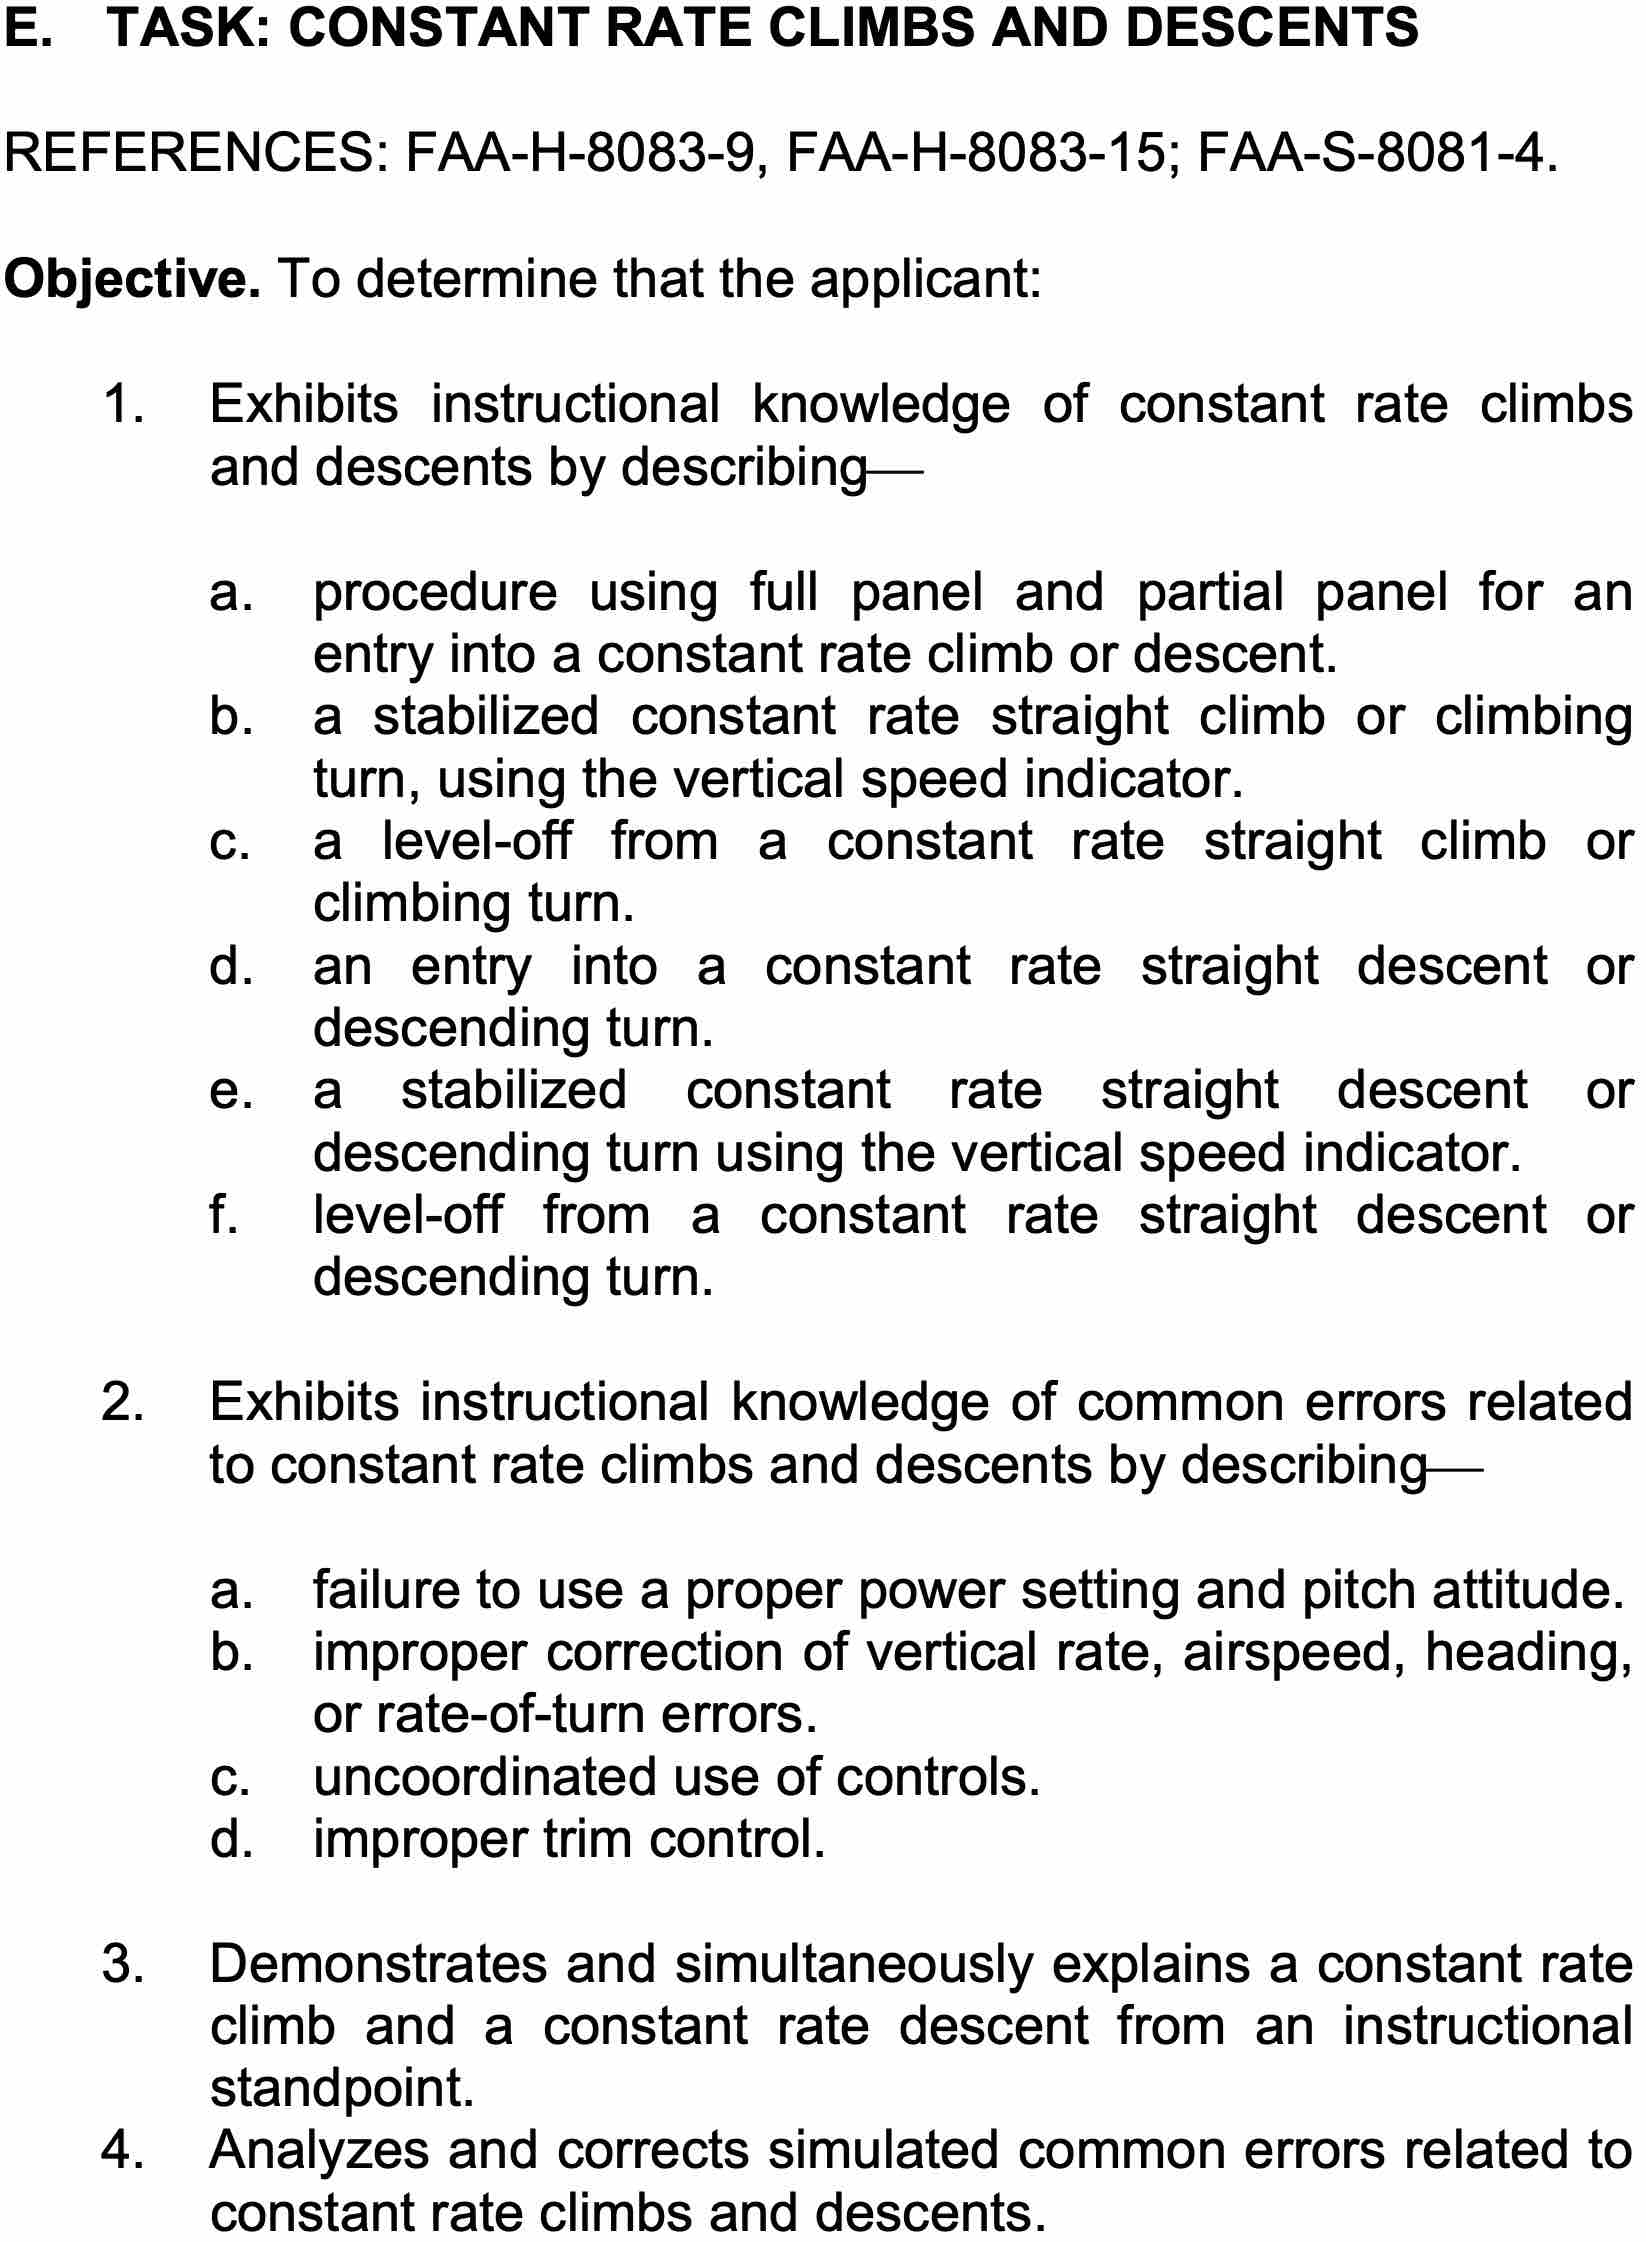 E. TASK: CONSTANT RATE CLIMBS AND DESCENTS
REFERENCES: FAA-H-8083-9, FAA-H-8083-15; FAA-S-8081-4.
Objective. To determine that the applicant:
1. Exhibits instructional knowledge of constant rate climbs
and descents by describing—
a. procedure using full panel and partial panel for an
entry into a constant rate climb or descent.
b. a stabilized constant rate straight climb or climbing
turn, using the vertical speed indicator.
c. a level-off from a constant rate straight climb or
climbing turn.
d. an entry into a constant rate straight descent or
descending turn.
e. a stabilized constant rate straight descent or
descending turn using the vertical speed indicator.
f. level-off from a constant rate straight descent or
descending turn.
2. Exhibits instructional knowledge of common errors related
to constant rate climbs and descents by describing—
a. failure to use a proper power setting and pitch attitude.
b. improper correction of vertical rate, airspeed, heading,
or rate-of-turn errors.
c. uncoordinated use of controls.
d. improper trim control.
3. Demonstrates and simultaneously explains a constant rate
climb and a constant rate descent from an instructional
standpoint.
4. Analyzes and corrects simulated common errors related to
constant rate climbs and descents.